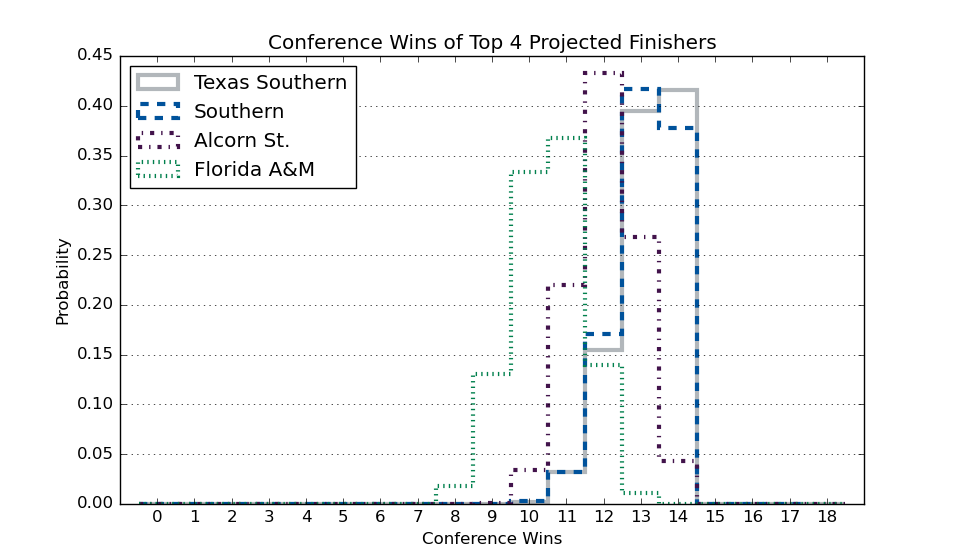 Conference Wins of Top 4 Projected Finishers
0.45
0.40
0.35
0.30
0.25
0.20
0.15
0.10
0.05
0.00
Probability
Texas Southern
Southern
Alcorn St.
Florida A&M
0 1 2 3 4 5 6 7 8 9 10 11 12 13 14 15 16 17 18
Conference Wins